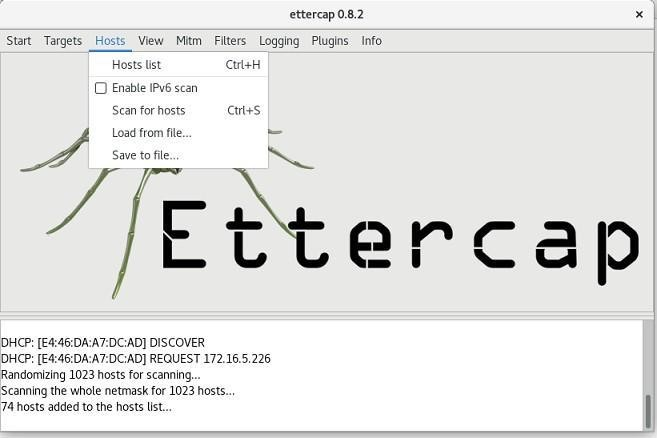 ettercap 0.8.2
Start Targets Hosts View Mitm Filters Logging Plugins Info
Hosts list Ctrl+H
Enable IPv6 scan
Scan for hosts Ctrl+S
Load from file...
Save to file...
Ettercap
DHCP: [E4:46:DA:A7:DC:AD] DISCOVER
DHCP: [E4:46:DA:A7:DC:AD] REQUEST 172.16.5.226
Randomizing 1023 hosts for scanning...
Scanning the whole netmask for 1023 hosts...
74 hosts added to the hosts list...